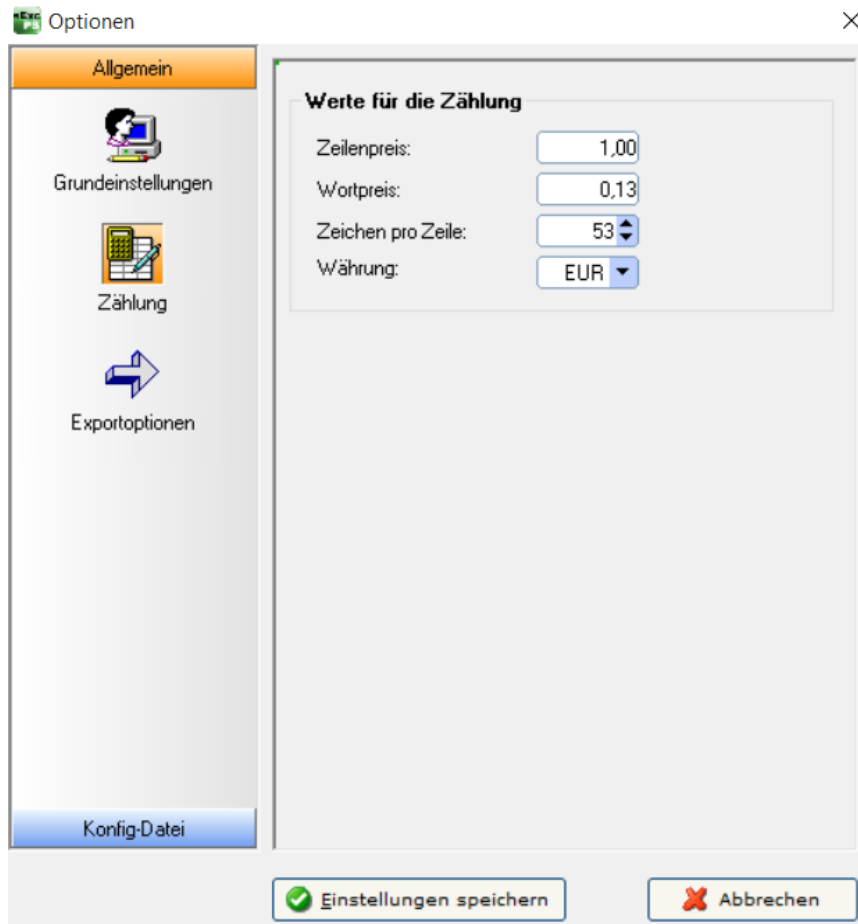 Optionen
Allgemein
Grundeinstellungen
Zählung
Exportoptionen
Konfig-Datei
Werte für die Zählung
Zeilenpreis: 1,00
Wortpreis: 0,13
Zeichen pro Zeile: 53
Währung: EUR
Einstellungen speichern
Abbrechen